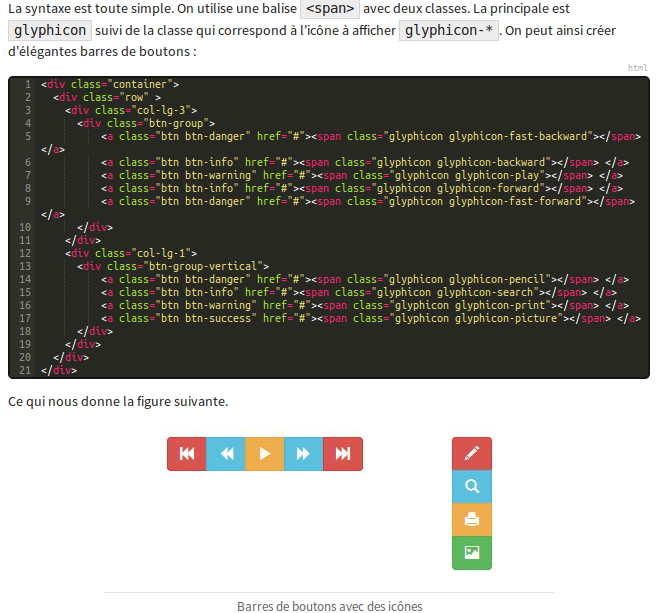 La syntaxe est toute simple. On utilise une balise <span> avec deux classes. La principale est
glyphicon suivi de la classe qui correspond à l'icône à afficher glyphicon-* . On peut ainsi créer
d'élégantes barres de boutons :
html
1 <div class="container">
2 <div class="row" >
3 <div class="col-lg-3">
4 <div class="btn-group">
5 <a class="btn btn-danger" href="#"><span class="glyphicon glyphicon-fast-backward"></span>
</a>
6 <a class="btn btn-info" href="#"><span class="glyphicon glyphicon-backward"></span> </a>
7 <a class="btn btn-warning" href="#"><span class="glyphicon glyphicon-play"></span> </a>
8 <a class="btn btn-info" href="#"><span class="glyphicon glyphicon-forward"></span> </a>
9 <a class="btn btn-danger" href="#"><span class="glyphicon glyphicon-fast-forward"></span>
</a>
10 </div>
11 </div>
12 <div class="col-lg-1">
13 <div class="btn-group-vertical">
14 <a class="btn btn-danger" href="#"><span class="glyphicon glyphicon-pencil"></span> </a>
15 <a class="btn btn-info" href="#"><span class="glyphicon glyphicon-search"></span> </a>
16 <a class="btn btn-warning" href="#"><span class="glyphicon glyphicon-print"></span> </a>
17 <a class="btn btn-success" href="#"><span class="glyphicon glyphicon-picture"></span> </a>
18 </div>
19 </div>
20 </div>
21 </div>
Ce qui nous donne la figure suivante.
Barres de boutons avec des icônes